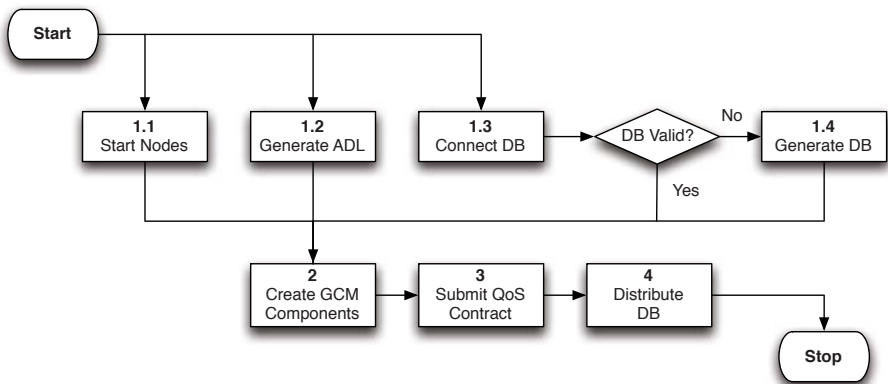 Start
1.1
Start Nodes
1.2
Generate ADL
1.3
Connect DB
DB Valid?
No
1.4
Generate DB
Yes
2
Create GCM
Components
3
Submit QoS
Contract
4
Distribute
DB
Stop